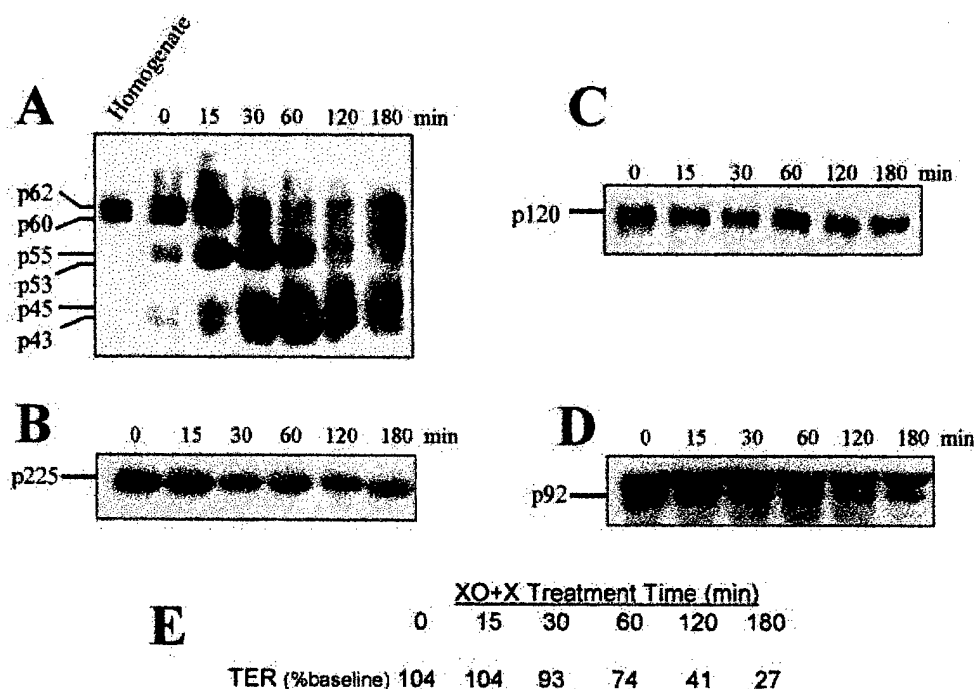 A
Homogenate
0 15 30 60 120 180 min
p62
p60
p55
p53
p45
p43
B
0 15 30 60 120 180 min
p225
C
0 15 30 60 120 180 min
p120
D
0 15 30 60 120 180 min
p92
E
XO+X Treatment Time (min)
0 15 30 60 120 180
TER (%baseline) 104 104 93 74 41 27